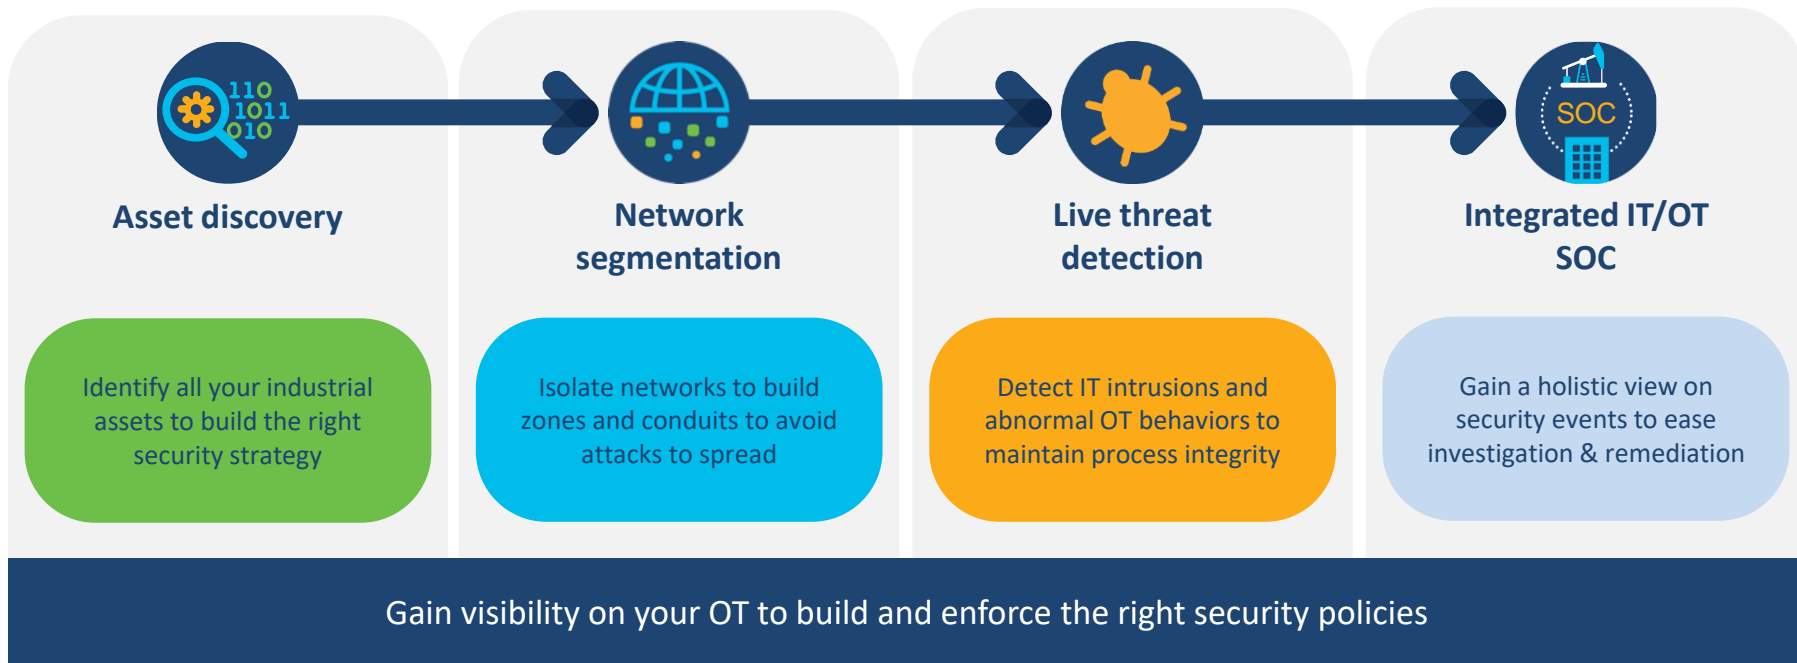 110
1011
010
SOC
Asset discovery
Network
segmentation
Live threat
detection
Integrated IT/OT
SOC
Identify all your industrial
assets to build the right
security strategy
Isolate networks to build
zones and conduits to avoid
attacks to spread
Detect IT intrusions and
abnormal OT behaviors to
maintain process integrity
Gain a holistic view on
security events to ease
investigation & remediation
Gain visibility on your OT to build and enforce the right security policies